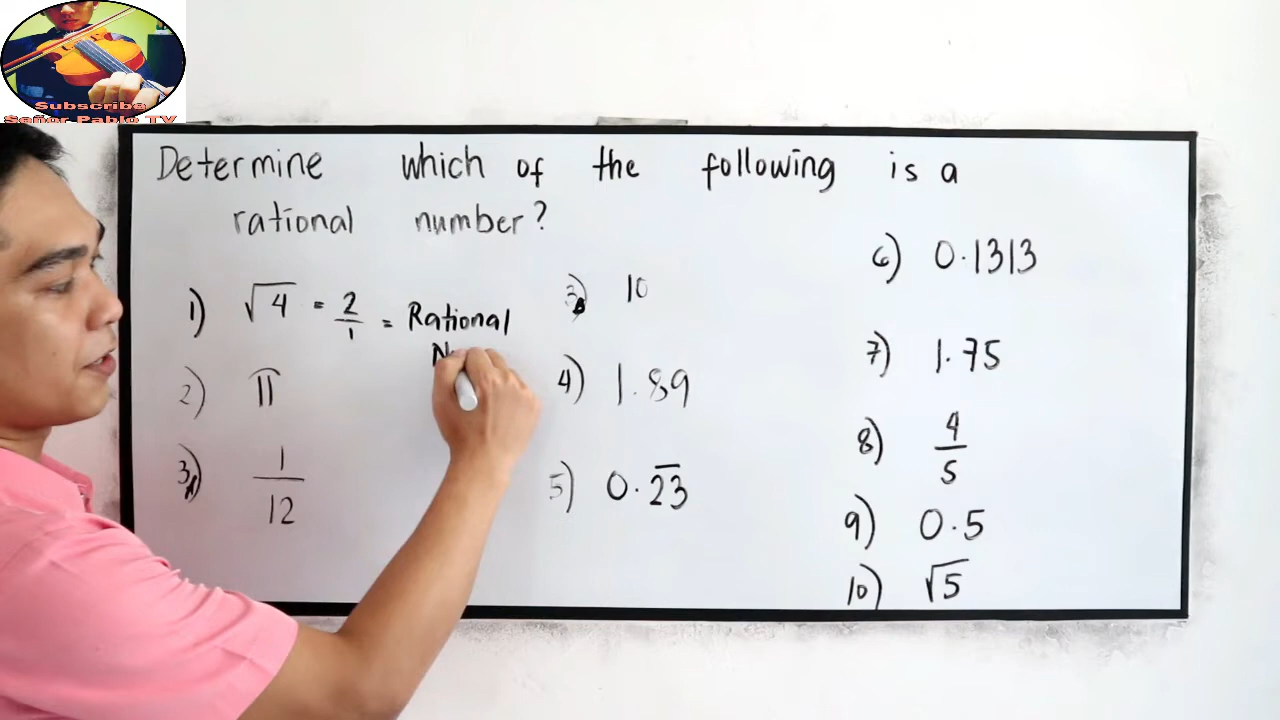 Subscribe
Señor Pablo TV
Determine which of the following is a
rational number?
1) √4 = 2/1 = Rational
N
2) π
3)A 1/12
3)B 10
4) 1.89
5) 0.2̅3̅
6) 0.1313
7) 1.75
8) 4/5
9) 0.5
10) √5